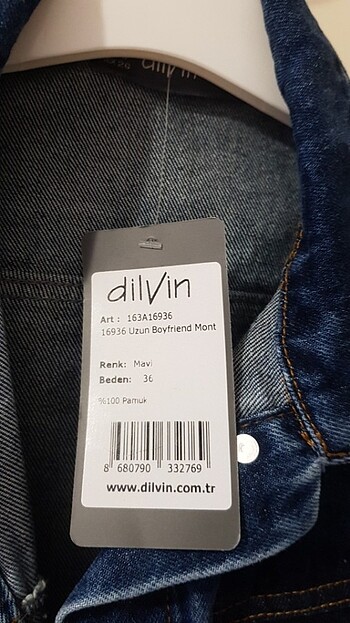 dilvin
dilvin
Art : 163A16936
16936 Uzun Boyfriend Mont
Renk: Mavi
Beden: 36
%100 Pamuk
8 680790 332769
www.dilvin.com.tr